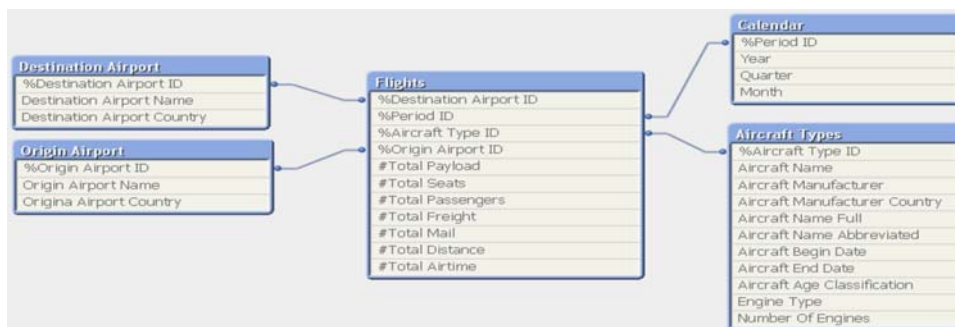 Destination Airport
%Destination Airport ID
Destination Airport Name
Destination Airport Country
Origin Airport
%Origin Airport ID
Origin Airport Name
Origina Airport Country
Flights
%Destination Airport ID
%Period ID
%Aircraft Type ID
%Origin Airport ID
#Total Payload
#Total Seats
#Total Passengers
#Total Freight
#Total Mail
#Total Distance
#Total Airtime
Calendar
%Period ID
Year
Quarter
Month
Aircraft Types
%Aircraft Type ID
Aircraft Name
Aircraft Manufacturer
Aircraft Manufacturer Country
Aircraft Name Full
Aircraft Name Abbreviated
Aircraft Begin Date
Aircraft End Date
Aircraft Age Classification
Engine Type
Number Of Engines